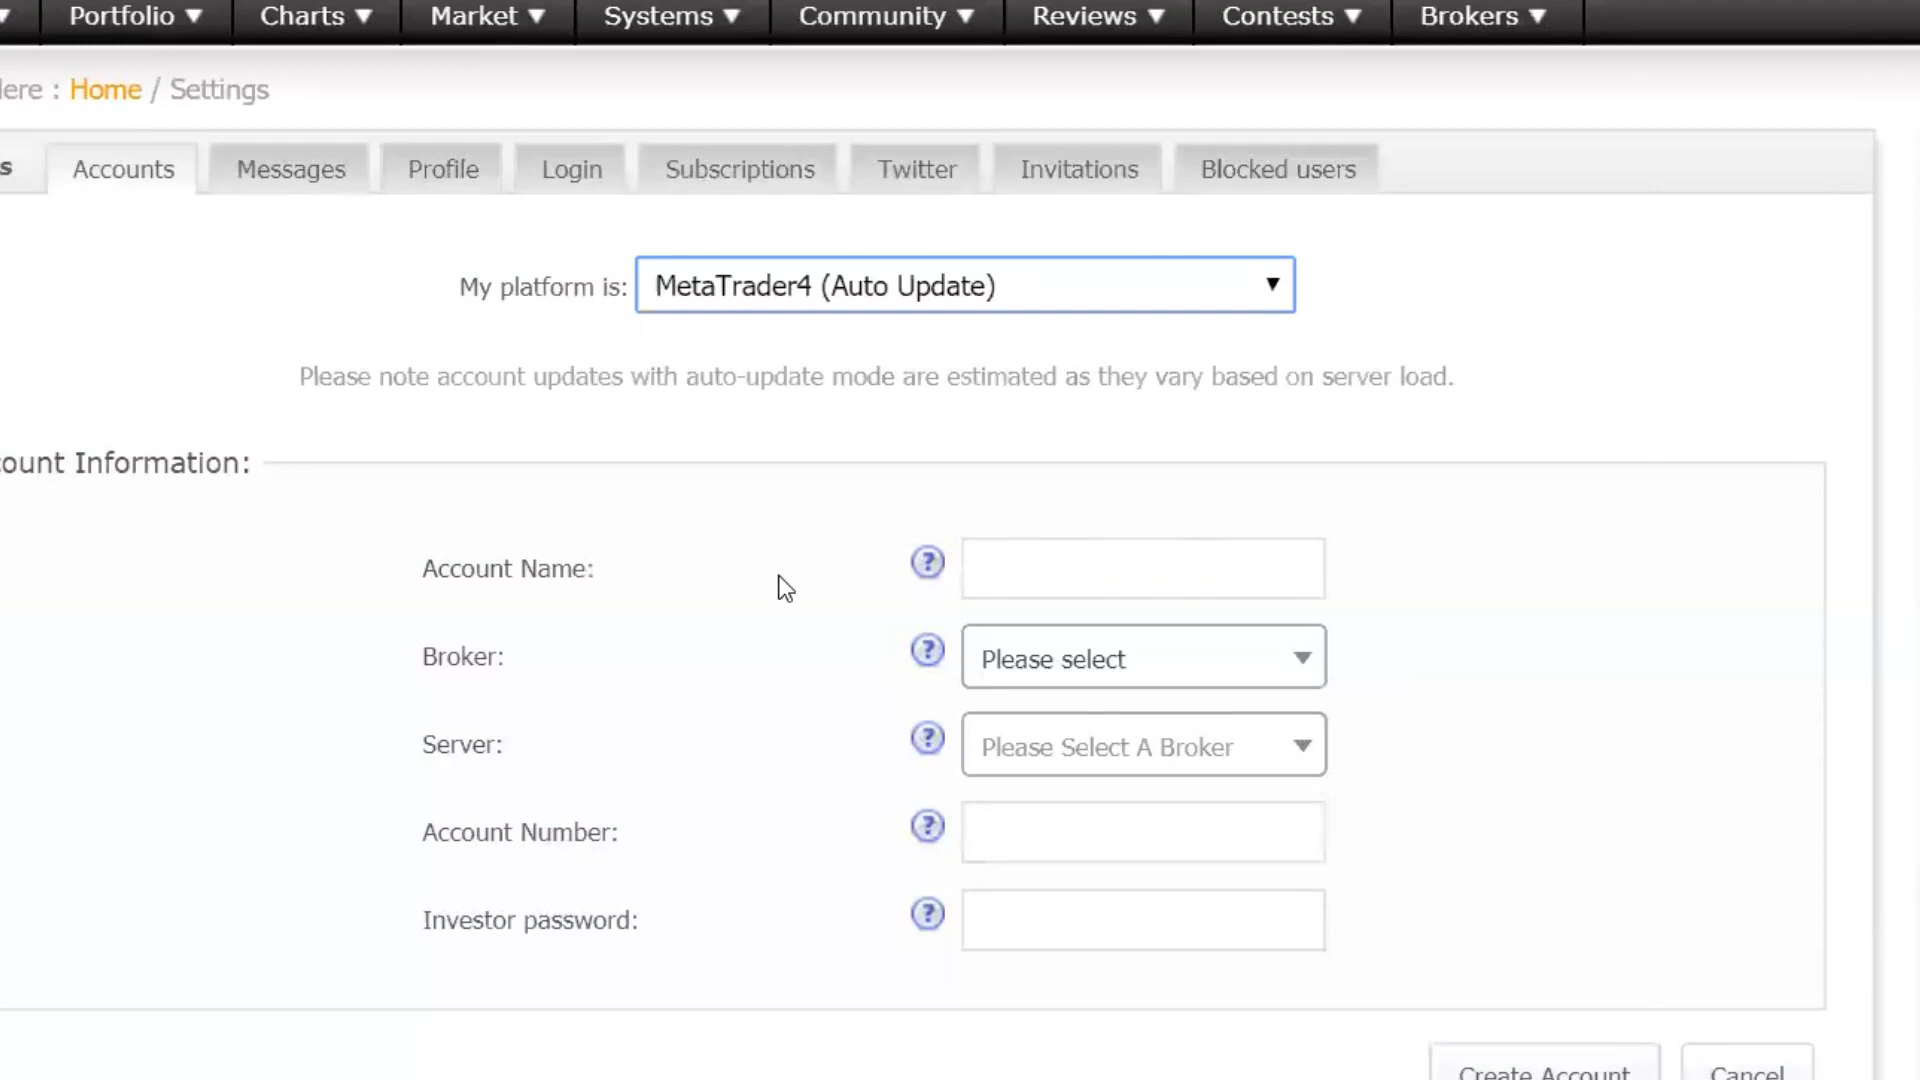 Portfolio ▼ Charts ▼ Market ▼ Systems ▼ Community ▼ Reviews ▼ Contests ▼ Brokers ▼
: Home / Settings
Accounts Messages Profile Login Subscriptions Twitter Invitations Blocked users
My platform is: MetaTrader4 (Auto Update)
Please note account updates with auto-update mode are estimated as they vary based on server load.
ount Information:
Account Name: ?
Broker: ? Please select
Server: ? Please Select A Broker
Account Number: ?
Investor password: ?
Create Account Cancel